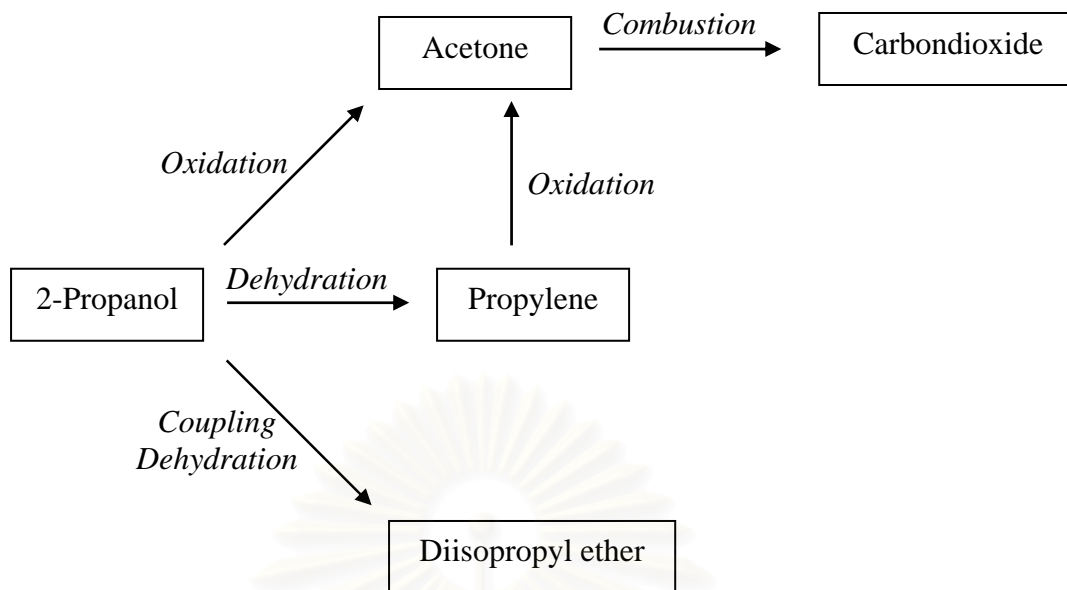 Combustion
Acetone
Carbondioxide
Oxidation
Oxidation
2-Propanol
Dehydration
Propylene
Coupling
Dehydration
Diisopropyl ether